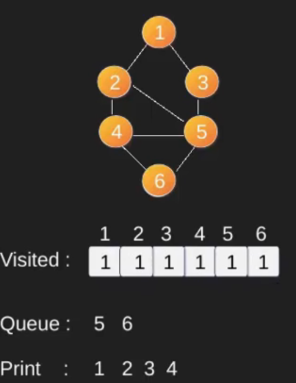 1
2 3
4 5
6
1 2 3 4 5 6
Visited : 1 1 1 1 1 1
Queue : 5 6
Print : 1 2 3 4